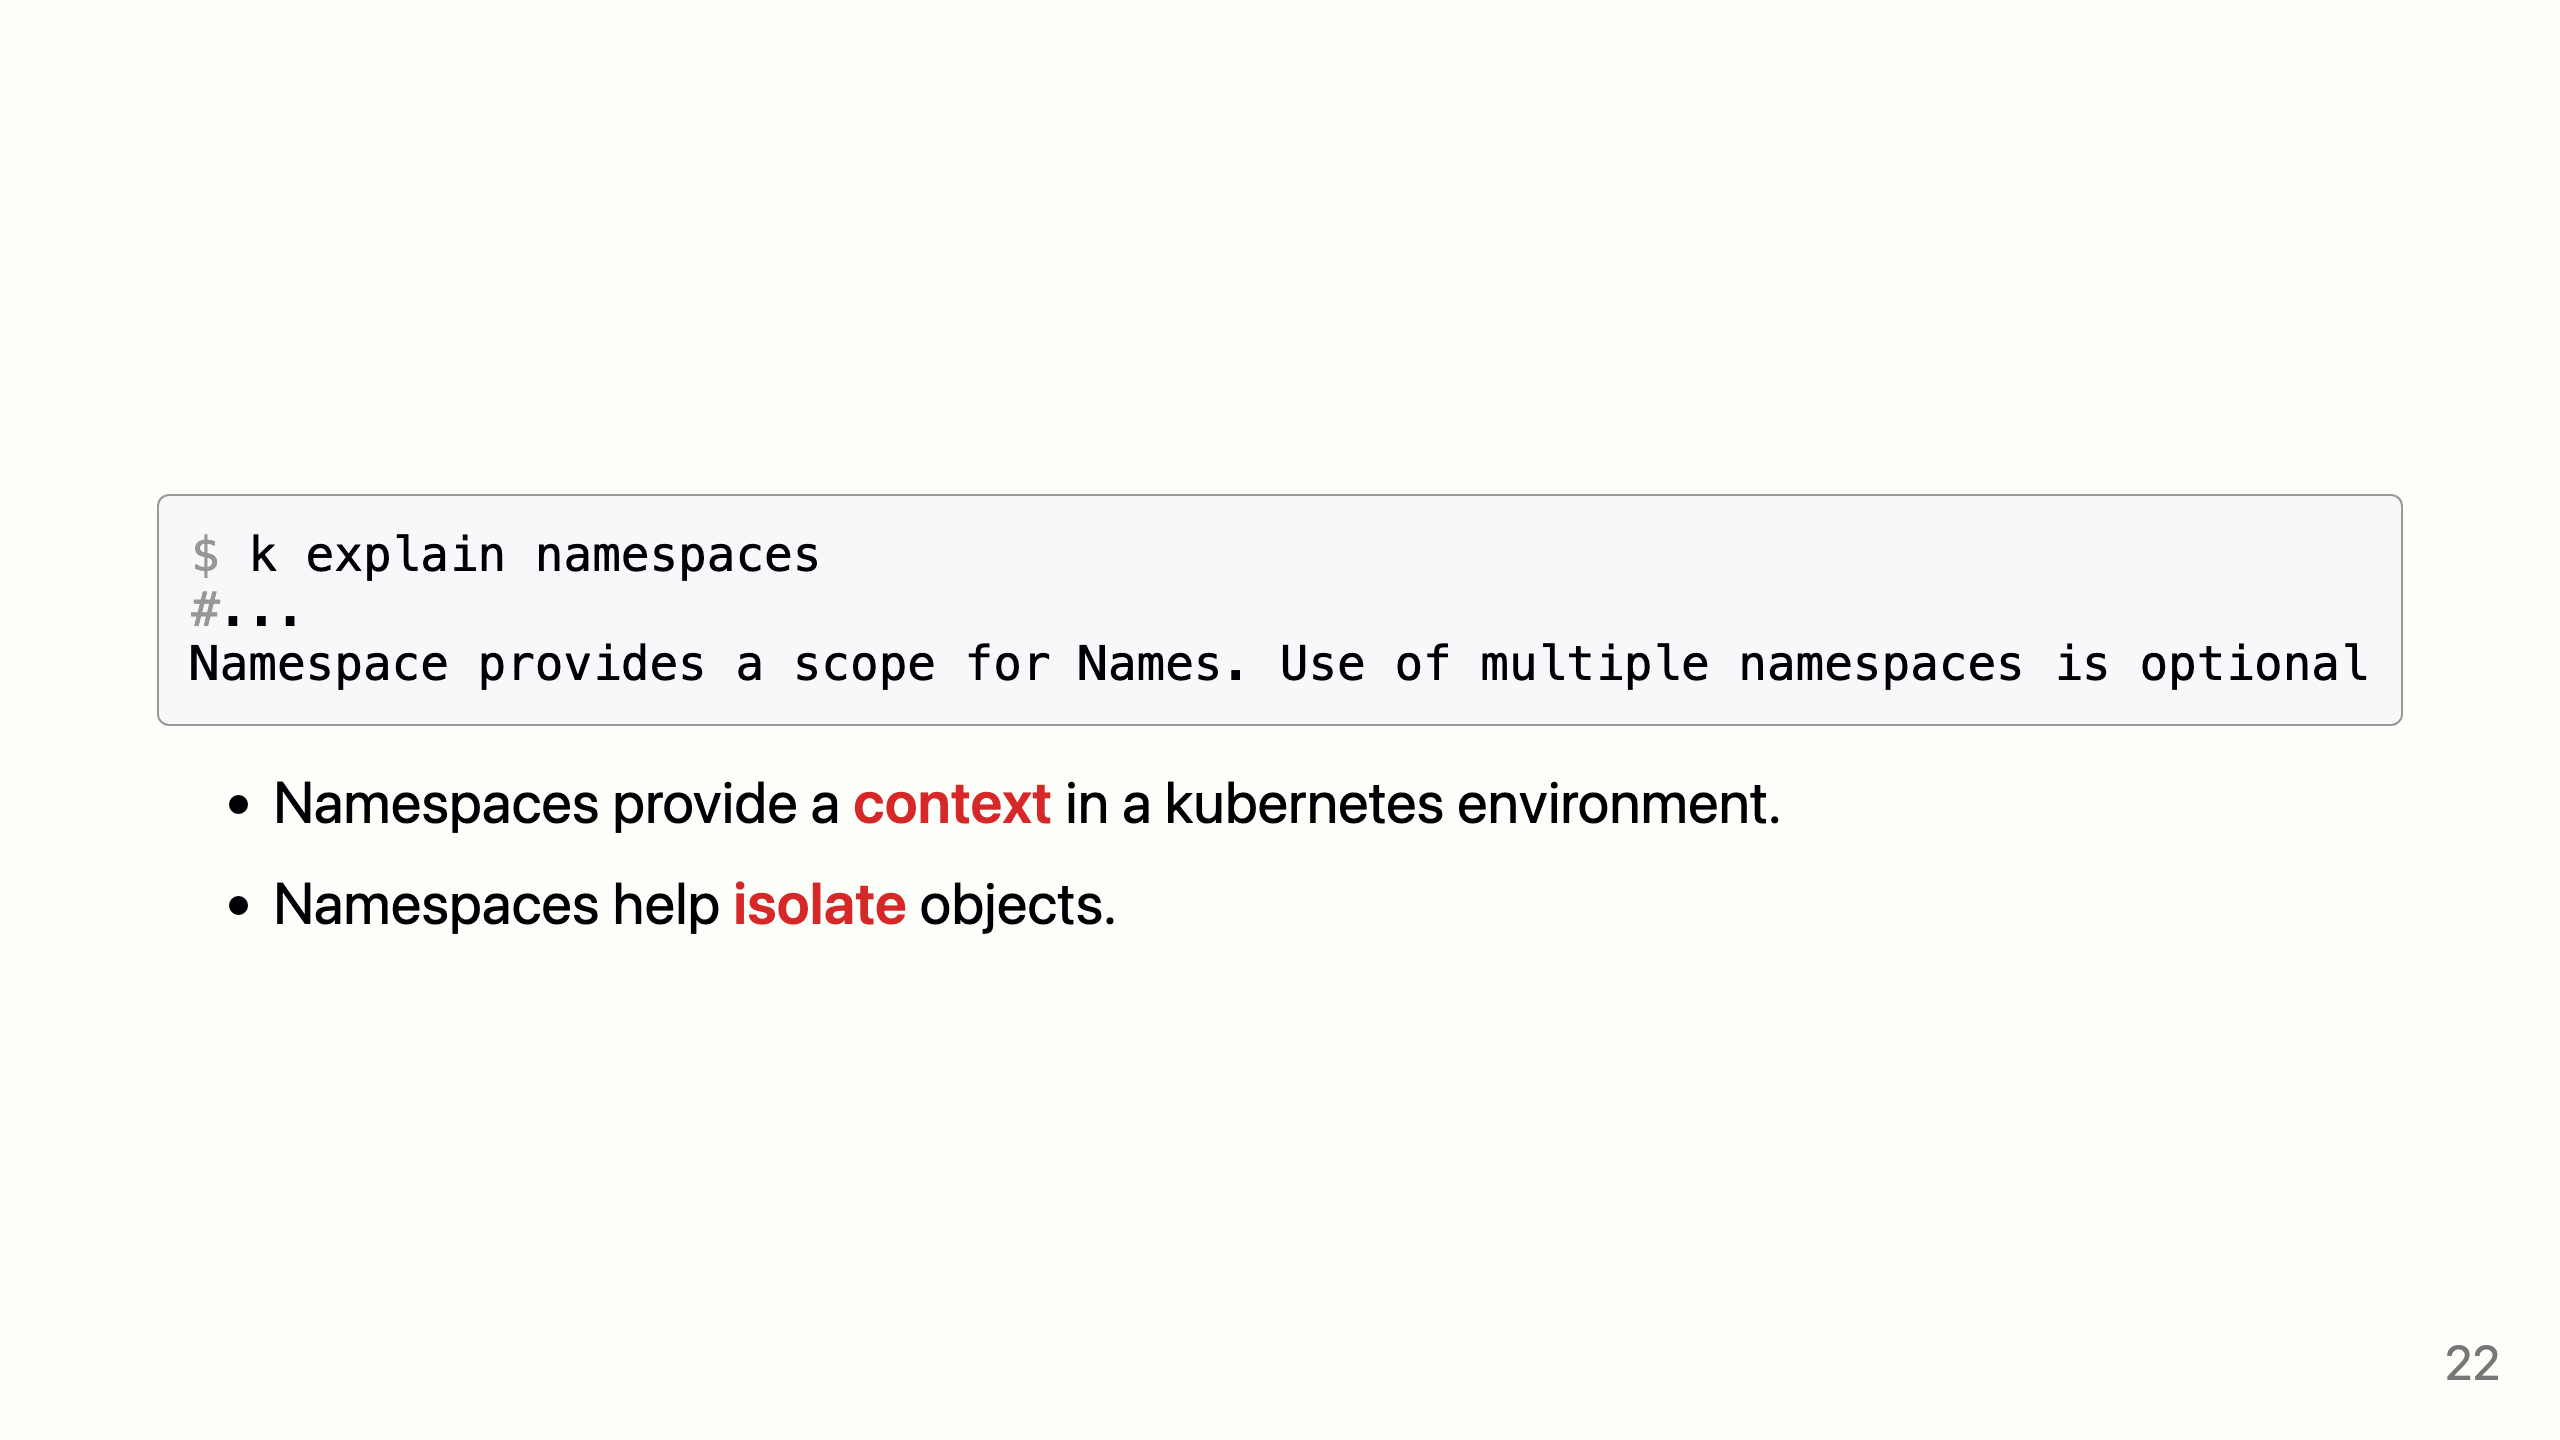 $ k explain namespaces
#...
Namespace provides a scope for Names. Use of multiple namespaces is optional
• Namespaces provide a context in a kubernetes environment.
• Namespaces help isolate objects.
22